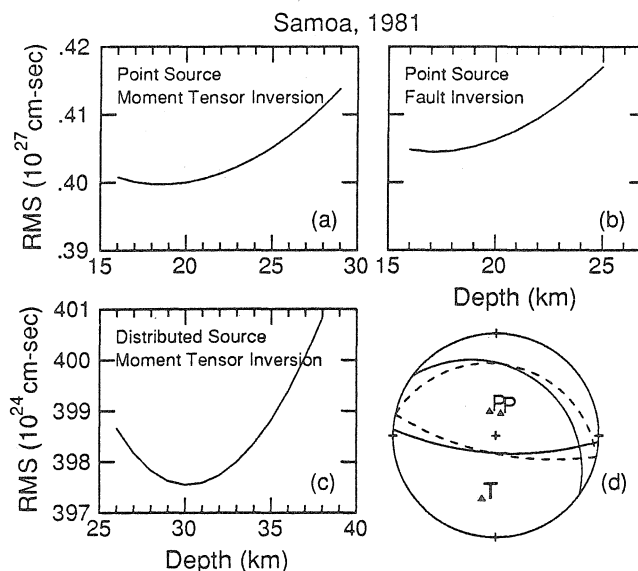 Samoa, 1981
RMS (10^27 cm-sec)
.42
.41
.40
.39
Point Source
Moment Tensor Inversion
(a)
15 20 25 30
Point Source
Fault Inversion
(b)
15 20 25
Depth (km)
RMS (10^24 cm-sec)
401
400
399
398
397
Distributed Source
Moment Tensor Inversion
(c)
25 30 35 40
Depth (km)
P P
T
(d)